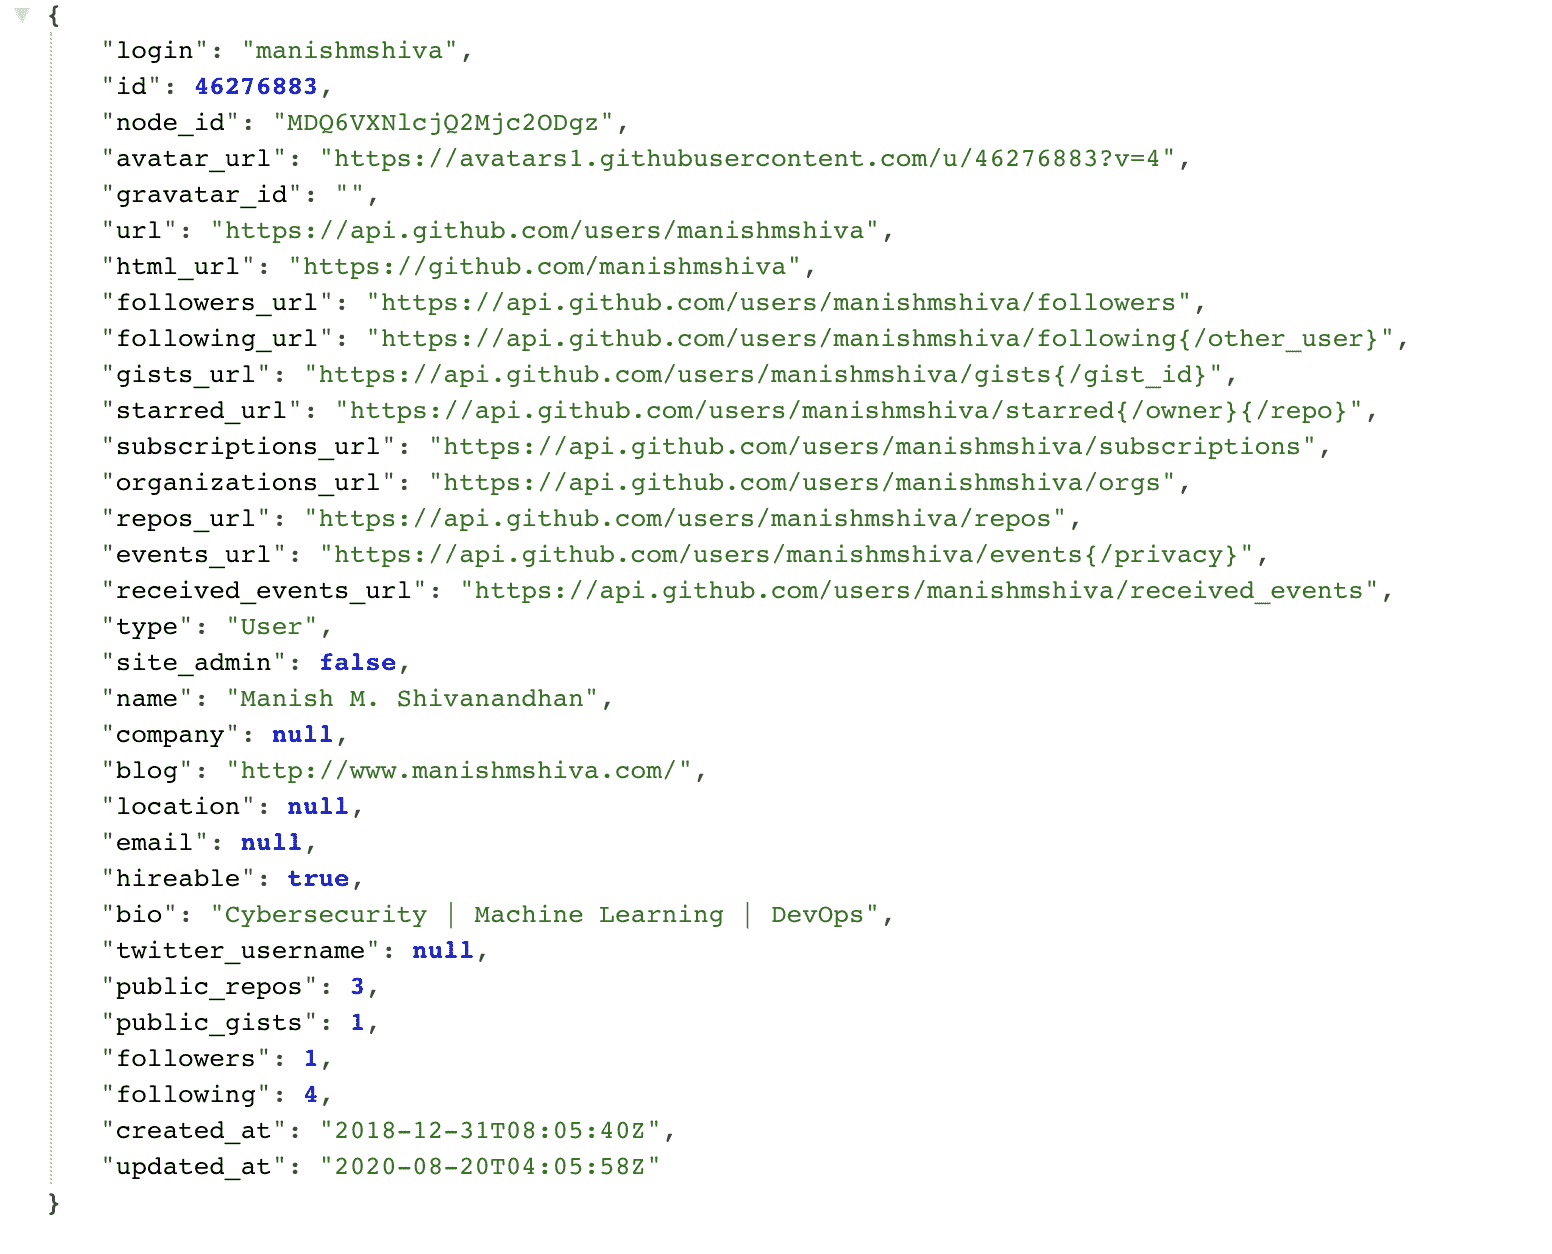 {
"login": "manishmshiva",
"id": 46276883,
"node_id": "MDQ6VXNlcjQ2Mjc2ODgz",
"avatar_url": "https://avatars1.githubusercontent.com/u/46276883?v=4",
"gravatar_id": "",
"url": "https://api.github.com/users/manishmshiva",
"html_url": "https://github.com/manishmshiva",
"followers_url": "https://api.github.com/users/manishmshiva/followers",
"following_url": "https://api.github.com/users/manishmshiva/following{/other_user}",
"gists_url": "https://api.github.com/users/manishmshiva/gists{/gist_id}",
"starred_url": "https://api.github.com/users/manishmshiva/starred{/owner}{/repo}",
"subscriptions_url": "https://api.github.com/users/manishmshiva/subscriptions",
"organizations_url": "https://api.github.com/users/manishmshiva/orgs",
"repos_url": "https://api.github.com/users/manishmshiva/repos",
"events_url": "https://api.github.com/users/manishmshiva/events{/privacy}",
"received_events_url": "https://api.github.com/users/manishmshiva/received_events",
"type": "User",
"site_admin": false,
"name": "Manish M. Shivanandhan",
"company": null,
"blog": "http://www.manishmshiva.com/",
"location": null,
"email": null,
"hireable": true,
"bio": "Cybersecurity | Machine Learning | DevOps",
"twitter_username": null,
"public_repos": 3,
"public_gists": 1,
"followers": 1,
"following": 4,
"created_at": "2018-12-31T08:05:40Z",
"updated_at": "2020-08-20T04:05:58Z"
}